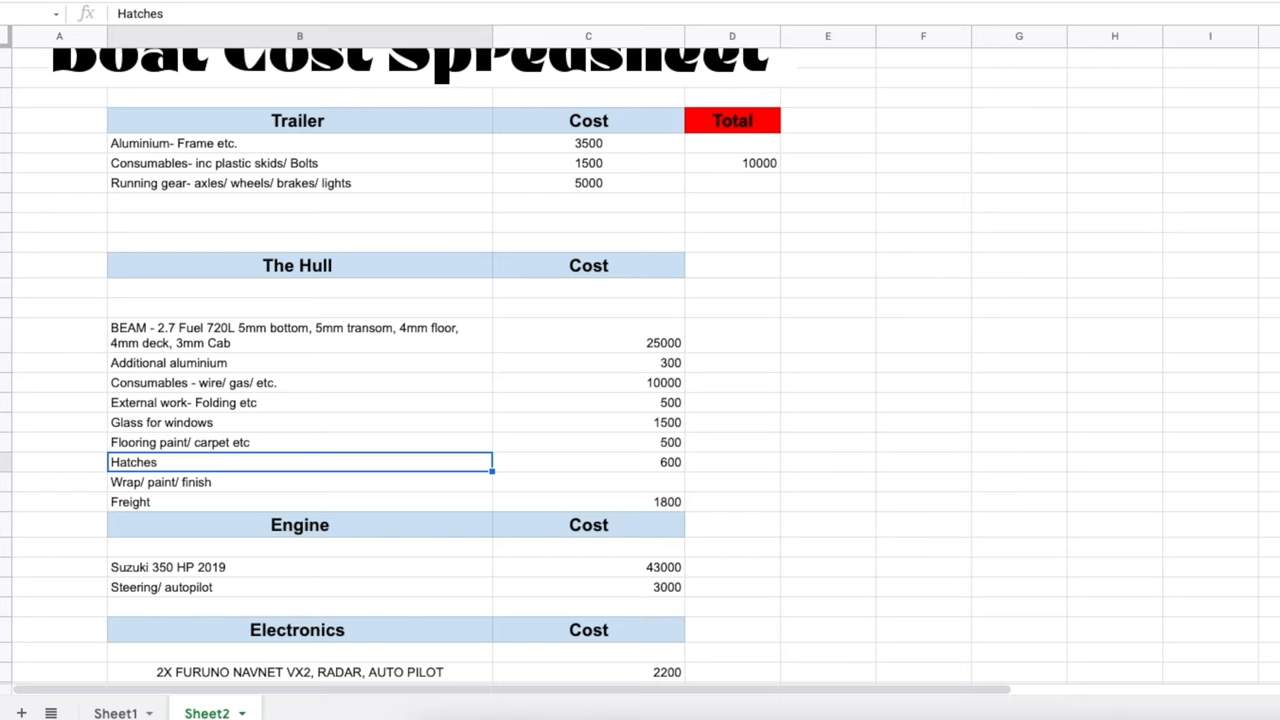 fx Hatches
A B C D E F G H I
Boat Cost Spredsheet
Trailer Cost Total
Aluminium- Frame etc. 3500
Consumables- inc plastic skids/ Bolts 1500 10000
Running gear- axles/ wheels/ brakes/ lights 5000
The Hull Cost
BEAM - 2.7 Fuel 720L 5mm bottom, 5mm transom, 4mm floor,
4mm deck, 3mm Cab 25000
Additional aluminium 300
Consumables - wire/ gas/ etc. 10000
External work- Folding etc 500
Glass for windows 1500
Flooring paint/ carpet etc 500
Hatches 600
Wrap/ paint/ finish
Freight 1800
Engine Cost
Suzuki 350 HP 2019 43000
Steering/ autopilot 3000
Electronics Cost
2X FURUNO NAVNET VX2, RADAR, AUTO PILOT 2200
Sheet1 Sheet2